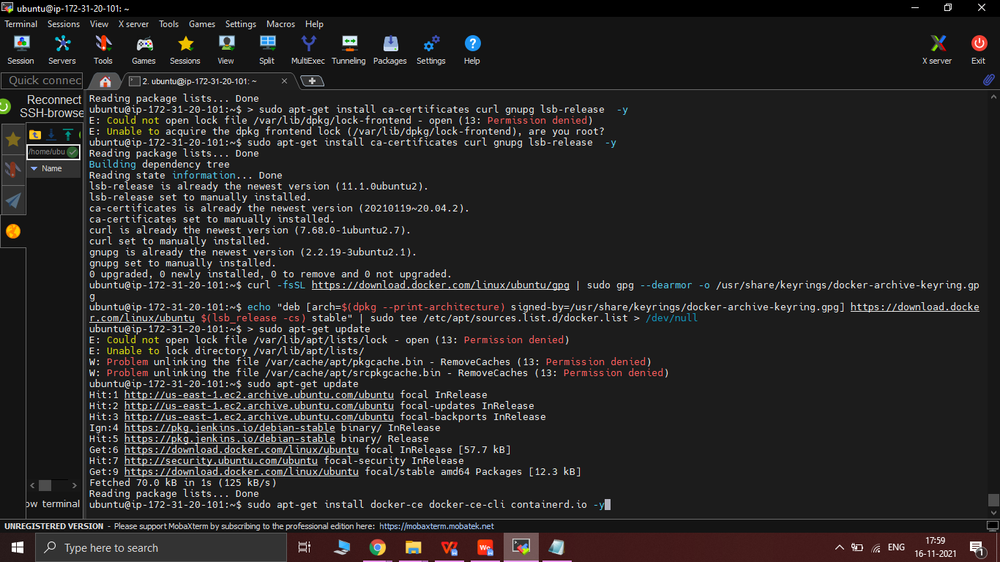 ubuntu@ip-172-31-20-101: ~
Terminal Sessions View X server Tools Games Settings Macros Help
Session Servers Tools Games Sessions View Split MultiExec Tunneling Packages Settings Help X server Exit
Quick connec
2. ubuntu@ip-172-31-20-101: ~
Reconnect
SSH-browse
/home/ubu
Name
Reading package lists... Done
ubuntu@ip-172-31-20-101:~$ > sudo apt-get install ca-certificates curl gnupg lsb-release  -y
E: Could not open lock file /var/lib/dpkg/lock-frontend - open (13: Permission denied)
E: Unable to acquire the dpkg frontend lock (/var/lib/dpkg/lock-frontend), are you root?
ubuntu@ip-172-31-20-101:~$ sudo apt-get install ca-certificates curl gnupg lsb-release  -y
Reading package lists... Done
Building dependency tree
Reading state information... Done
lsb-release is already the newest version (11.1.0ubuntu2).
lsb-release set to manually installed.
ca-certificates is already the newest version (20210119~20.04.2).
ca-certificates set to manually installed.
curl is already the newest version (7.68.0-1ubuntu2.7).
curl set to manually installed.
gnupg is already the newest version (2.2.19-3ubuntu2.1).
gnupg set to manually installed.
0 upgraded, 0 newly installed, 0 to remove and 0 not upgraded.
ubuntu@ip-172-31-20-101:~$ curl -fsSL https://download.docker.com/linux/ubuntu/gpg | sudo gpg --dearmor -o /usr/share/keyrings/docker-archive-keyring.gp
g
ubuntu@ip-172-31-20-101:~$ echo "deb [arch=$(dpkg --print-architecture) signed-by=/usr/share/keyrings/docker-archive-keyring.gpg] https://download.docke
r.com/linux/ubuntu $(lsb_release -cs) stable" | sudo tee /etc/apt/sources.list.d/docker.list > /dev/null
ubuntu@ip-172-31-20-101:~$ > sudo apt-get update
E: Could not open lock file /var/lib/apt/lists/lock - open (13: Permission denied)
E: Unable to lock directory /var/lib/apt/lists/
W: Problem unlinking the file /var/cache/apt/pkgcache.bin - RemoveCaches (13: Permission denied)
W: Problem unlinking the file /var/cache/apt/srcpkgcache.bin - RemoveCaches (13: Permission denied)
ubuntu@ip-172-31-20-101:~$ sudo apt-get update
Hit:1 http://us-east-1.ec2.archive.ubuntu.com/ubuntu focal InRelease
Hit:2 http://us-east-1.ec2.archive.ubuntu.com/ubuntu focal-updates InRelease
Hit:3 http://us-east-1.ec2.archive.ubuntu.com/ubuntu focal-backports InRelease
Ign:4 https://pkg.jenkins.io/debian-stable binary/ InRelease
Hit:5 https://pkg.jenkins.io/debian-stable binary/ Release
Get:6 https://download.docker.com/linux/ubuntu focal InRelease [57.7 kB]
Hit:7 http://security.ubuntu.com/ubuntu focal-security InRelease
Get:9 https://download.docker.com/linux/ubuntu focal/stable amd64 Packages [12.3 kB]
Fetched 70.0 kB in 1s (125 kB/s)
Reading package lists... Done
ubuntu@ip-172-31-20-101:~$ sudo apt-get install docker-ce docker-ce-cli containerd.io -y
ow terminal
UNREGISTERED VERSION - Please support MobaXterm by subscribing to the professional edition here: https://mobaxterm.mobatek.net
Type here to search
ENG
17:59
16-11-2021
1